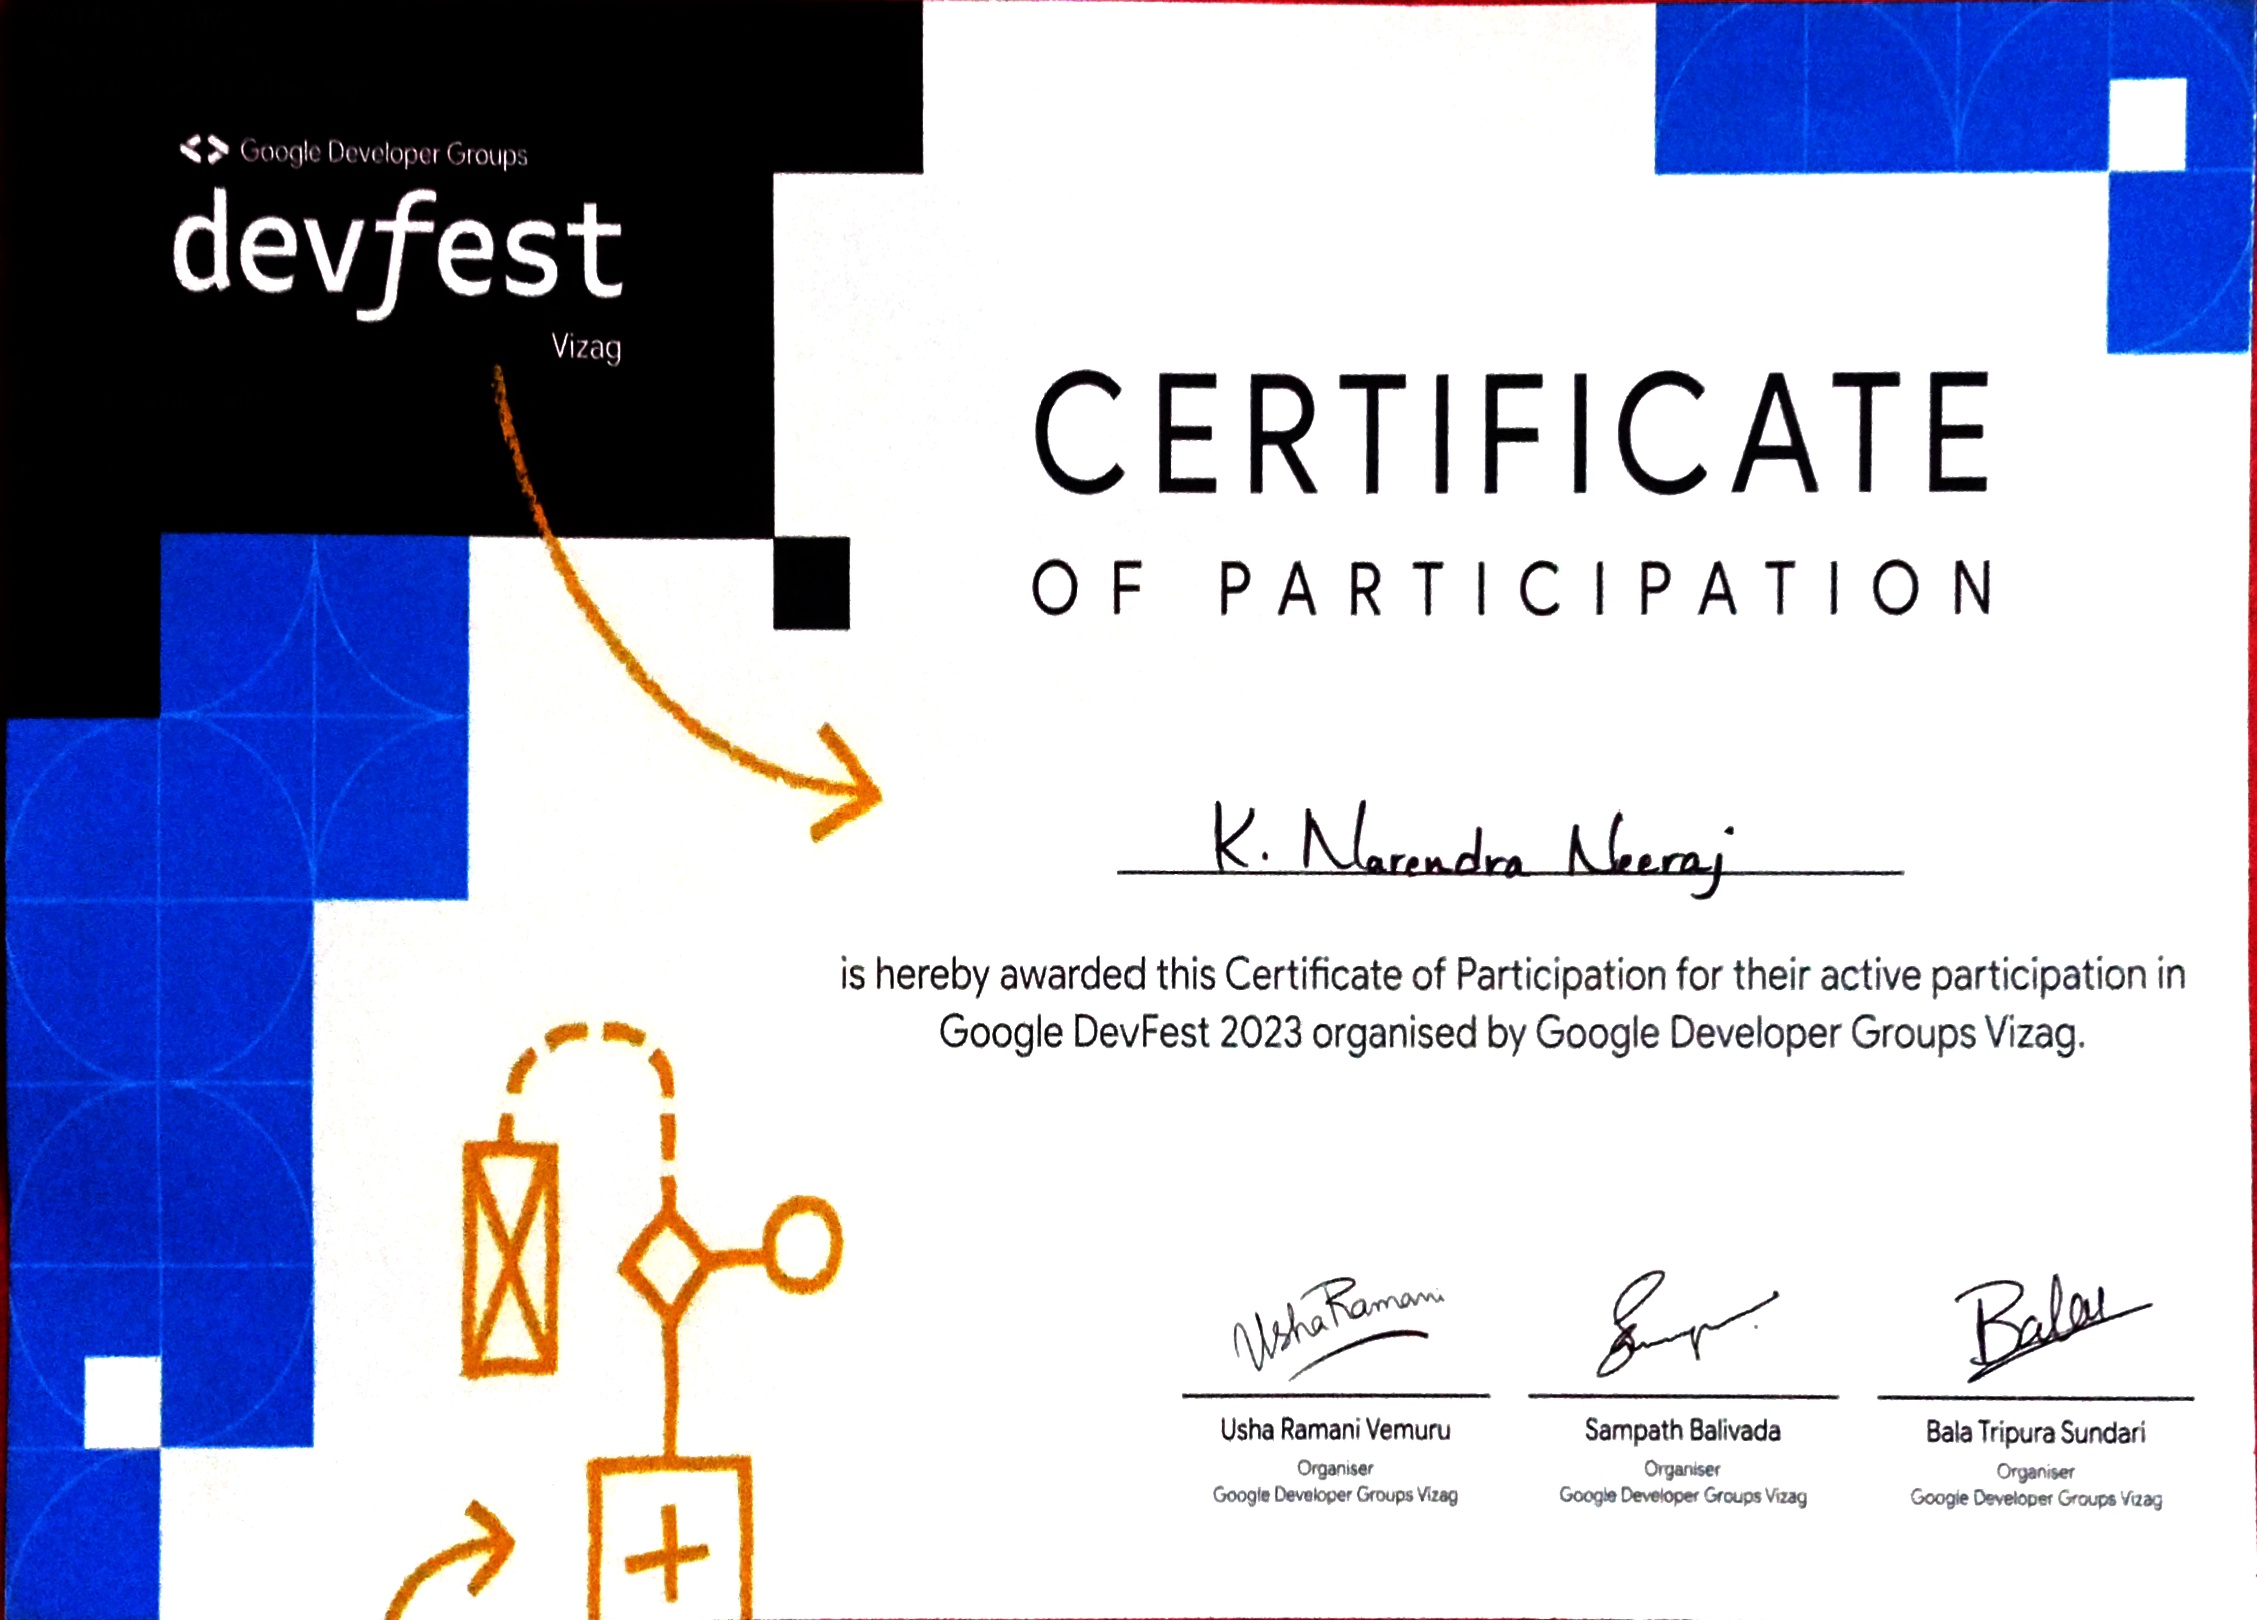 <> Google Developer Groups
devfest
Vizag
CERTIFICATE
OF PARTICIPATION
K. Narendra Neeraj
is hereby awarded this Certificate of Participation for their active participation in
Google DevFest 2023 organised by Google Developer Groups Vizag.
Usha Ramani
Bala
Usha Ramani Vemuru
Organiser
Google Developer Groups Vizag
Sampath Balivada
Organiser
Google Developer Groups Vizag
Bala Tripura Sundari
Organiser
Google Developer Groups Vizag